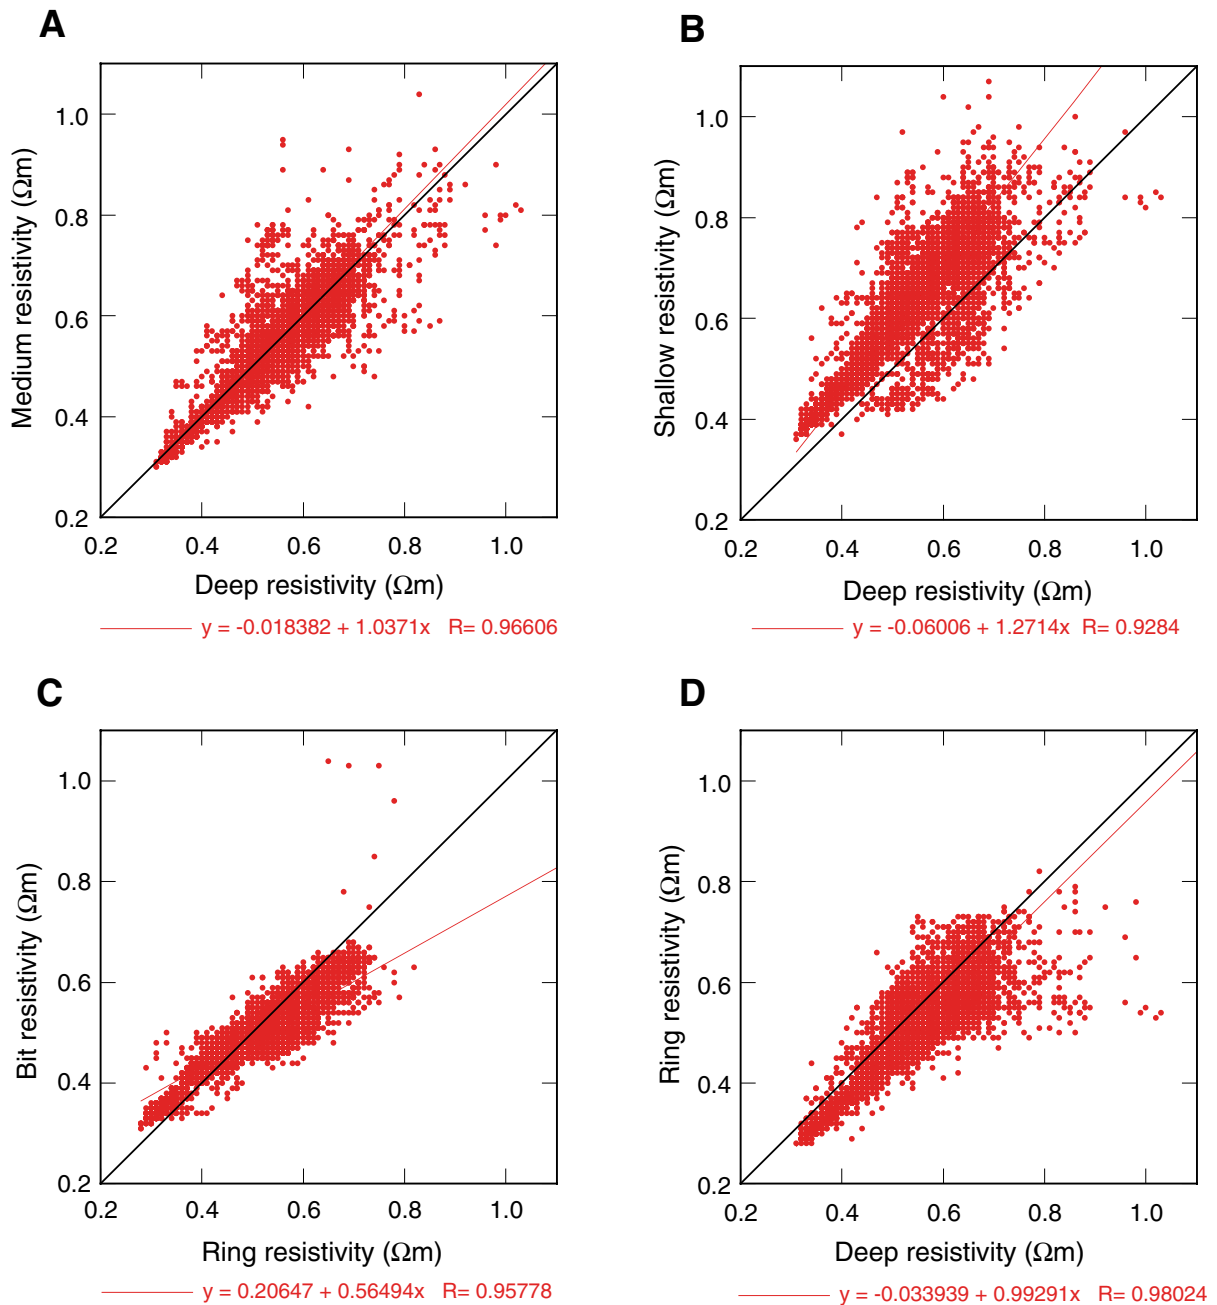 A
Medium resistivity (Ωm)
1.0
0.8
0.6
0.4
0.2
0.2 0.4 0.6 0.8 1.0
Deep resistivity (Ωm)
y = -0.018382 + 1.0371x R= 0.96606
B
Shallow resistivity (Ωm)
1.0
0.8
0.6
0.4
0.2
0.2 0.4 0.6 0.8 1.0
Deep resistivity (Ωm)
y = -0.06006 + 1.2714x R= 0.9284
C
Bit resistivity (Ωm)
1.0
0.8
0.6
0.4
0.2
0.2 0.4 0.6 0.8 1.0
Ring resistivity (Ωm)
y = 0.20647 + 0.56494x R= 0.95778
D
Ring resistivity (Ωm)
1.0
0.8
0.6
0.4
0.2
0.2 0.4 0.6 0.8 1.0
Deep resistivity (Ωm)
y = -0.033939 + 0.99291x R= 0.98024